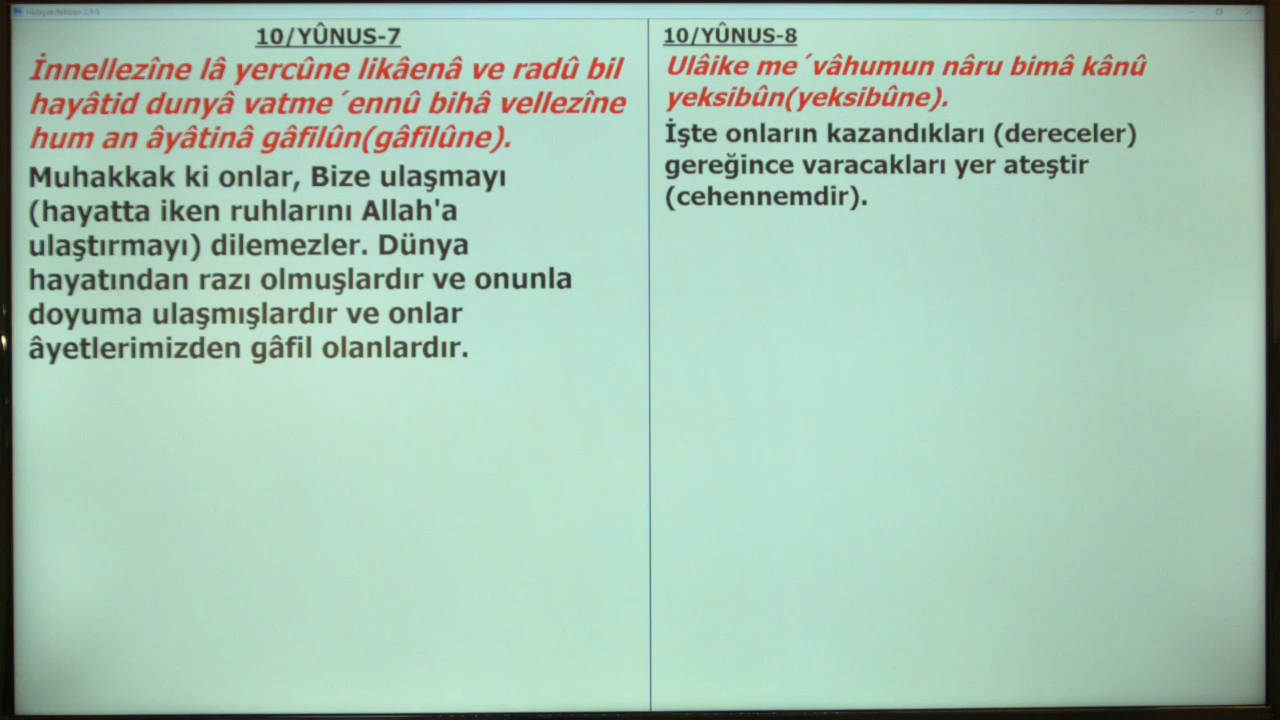 10/YÛNUS-7
İnnellezîne lâ yercûne likâenâ ve radû bil
hayâtid dunyâ vatme´ennû bihâ vellezîne
hum an âyâtinâ gâfilûn(gâfilûne).
Muhakkak ki onlar, Bize ulaşmayı
(hayatta iken ruhlarını Allah'a
ulaştırmayı) dilemezler. Dünya
hayatından razı olmuşlardır ve onunla
doyuma ulaşmışlardır ve onlar
âyetlerimizden gâfil olanlardır.
10/YÛNUS-8
Ulâike me´vâhumun nâru bimâ kânû
yeksibûn(yeksibûne).
İşte onların kazandıkları (dereceler)
gereğince varacakları yer ateştir
(cehennemdir).